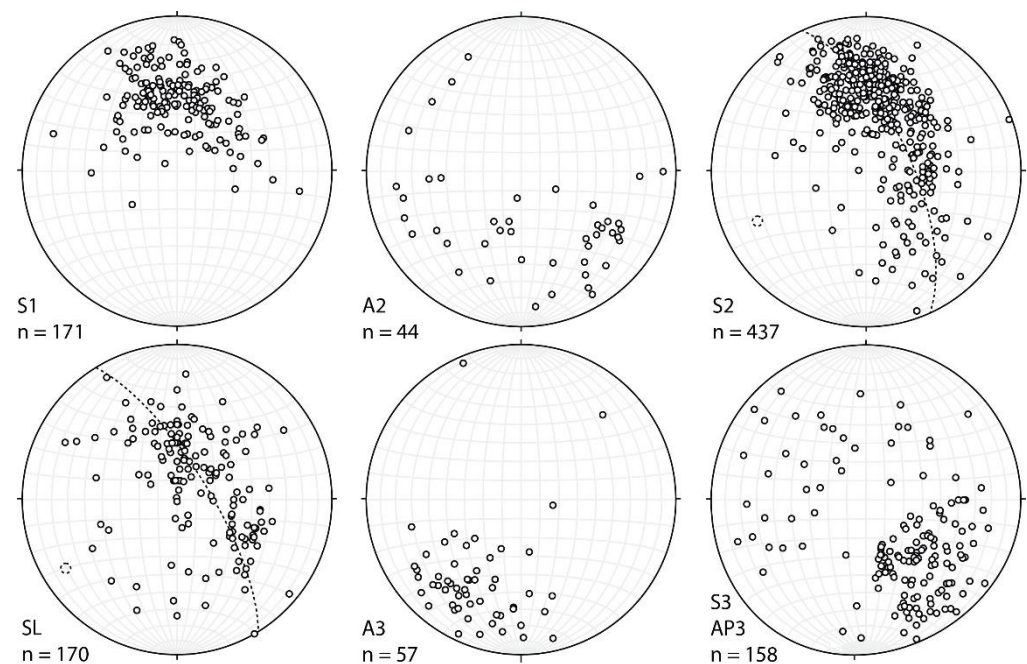 S1
n = 171
A2
n = 44
S2
n = 437
SL
n = 170
A3
n = 57
S3
AP3
n = 158